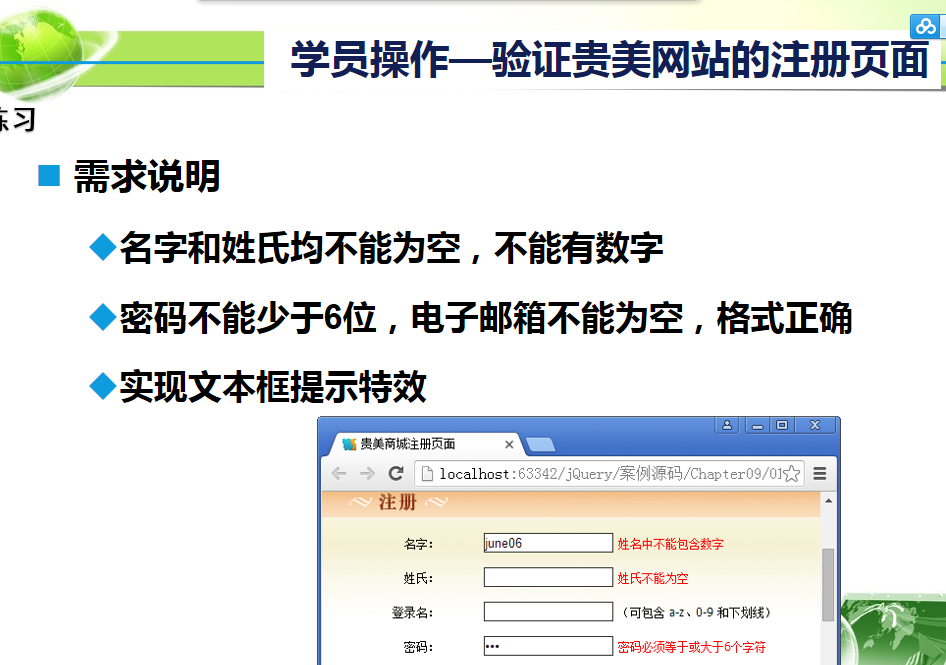 学员操作—验证贵美网站的注册页面
练习
需求说明
名字和姓氏均不能为空，不能有数字
密码不能少于6位，电子邮箱不能为空，格式正确
实现文本框提示特效
贵美商城注册页面
localhost:63342/jQuery/案例源码/Chapter09/01
注册
名字： june06 姓名中不能包含数字
姓氏： 姓氏不能为空
登录名： （可包含 a-z、0-9 和下划线）
密码： ••• 密码必须等于或大于6个字符